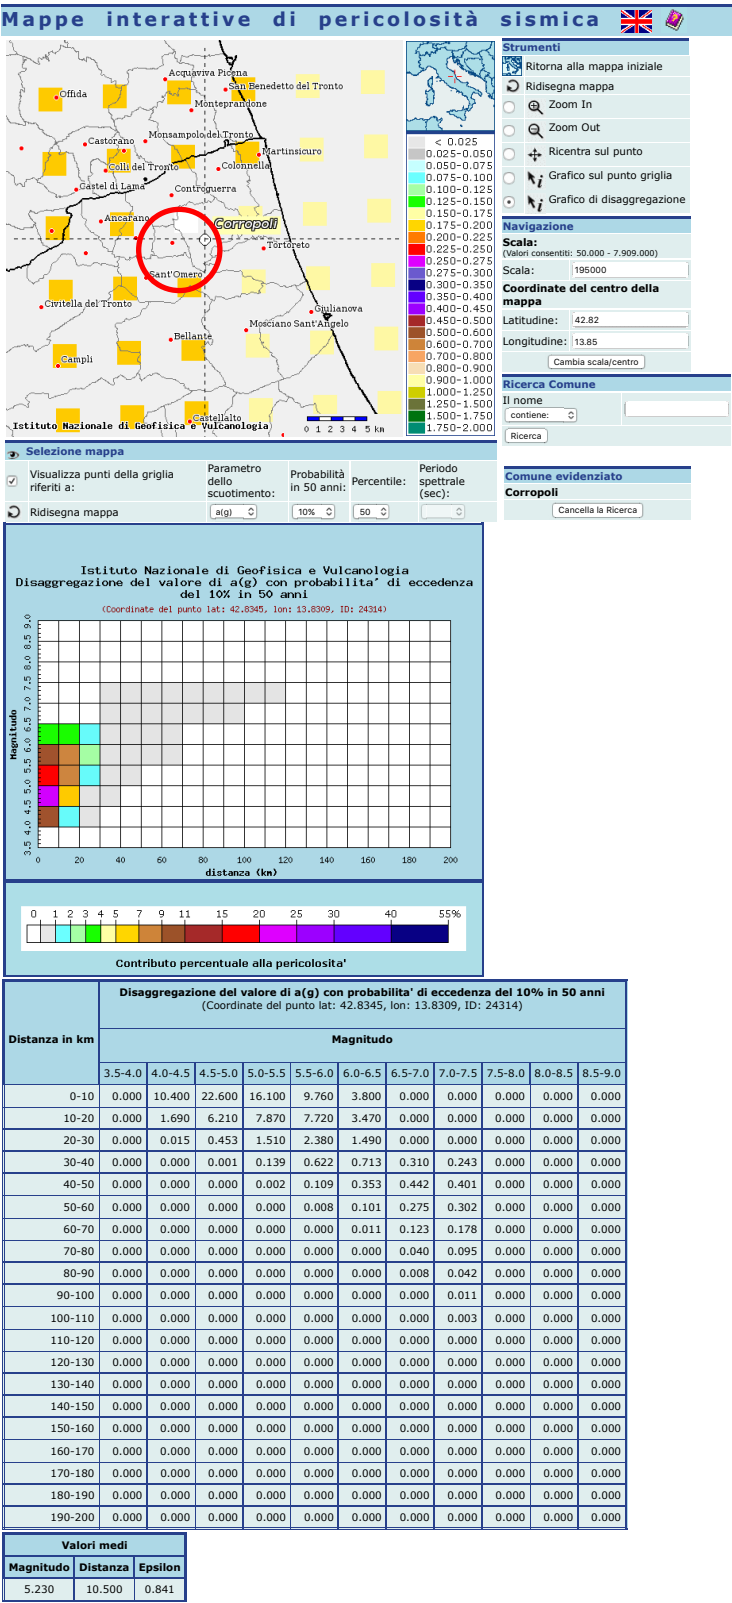 Mappe interattive di pericolosità sismica
Acquaviva Picena
Offida
San Benedetto del Tronto
Monteprandone
Castorano
Monsampolo del Tronto
Martinsicuro
Colli del Tronto
Colonnella
Castel di Lama
Controguerra
Ancarano
Corropoli
Tortoreto
Sant'Omero
Civitella del Tronto
Giulianova
Mosciano Sant'Angelo
Bellante
Campli
Castellalto
Istituto Nazionale di Geofisica e Vulcanologia
0 1 2 3 4 5 km
< 0.025
0.025-0.050
0.050-0.075
0.075-0.100
0.100-0.125
0.125-0.150
0.150-0.175
0.175-0.200
0.200-0.225
0.225-0.250
0.250-0.275
0.275-0.300
0.300-0.350
0.350-0.400
0.400-0.450
0.450-0.500
0.500-0.600
0.600-0.700
0.700-0.800
0.800-0.900
0.900-1.000
1.000-1.250
1.250-1.500
1.500-1.750
1.750-2.000
Strumenti
Ritorna alla mappa iniziale
Ridisegna mappa
Zoom In
Zoom Out
Ricentra sul punto
Grafico sul punto griglia
Grafico di disaggregazione
Navigazione
Scala:
(Valori consentiti: 50.000 - 7.909.000)
Scala: 195000
Coordinate del centro della
mappa
Latitudine: 42.82
Longitudine: 13.85
Cambia scala/centro
Ricerca Comune
Il nome
contiene:
Ricerca
Comune evidenziato
Corropoli
Cancella la Ricerca
Selezione mappa
Visualizza punti della griglia
riferiti a:
Parametro
dello
scuotimento:
Probabilità
in 50 anni:
Percentile:
Periodo
spettrale
(sec):
Ridisegna mappa a(g) 10% 50
Istituto Nazionale di Geofisica e Vulcanologia
Disaggregazione del valore di a(g) con probabilita' di eccedenza
del 10% in 50 anni
(Coordinate del punto lat: 42.8345, lon: 13.8309, ID: 24314)
Magnitudo
3.5 4.0 4.5 5.0 5.5 6.0 6.5 7.0 7.5 8.0 8.5 9.0
0 20 40 60 80 100 120 140 160 180 200
distanza (km)
0 1 2 3 4 5 7 9 11 15 20 25 30 40 55%
Contributo percentuale alla pericolosita'
Disaggregazione del valore di a(g) con probabilita' di eccedenza del 10% in 50 anni
(Coordinate del punto lat: 42.8345, lon: 13.8309, ID: 24314)
Distanza in km
Magnitudo
3.5-4.0 4.0-4.5 4.5-5.0 5.0-5.5 5.5-6.0 6.0-6.5 6.5-7.0 7.0-7.5 7.5-8.0 8.0-8.5 8.5-9.0
0-10 0.000 10.400 22.600 16.100 9.760 3.800 0.000 0.000 0.000 0.000 0.000
10-20 0.000 1.690 6.210 7.870 7.720 3.470 0.000 0.000 0.000 0.000 0.000
20-30 0.000 0.015 0.453 1.510 2.380 1.490 0.000 0.000 0.000 0.000 0.000
30-40 0.000 0.000 0.001 0.139 0.622 0.713 0.310 0.243 0.000 0.000 0.000
40-50 0.000 0.000 0.000 0.002 0.109 0.353 0.442 0.401 0.000 0.000 0.000
50-60 0.000 0.000 0.000 0.000 0.008 0.101 0.275 0.302 0.000 0.000 0.000
60-70 0.000 0.000 0.000 0.000 0.000 0.011 0.123 0.178 0.000 0.000 0.000
70-80 0.000 0.000 0.000 0.000 0.000 0.000 0.040 0.095 0.000 0.000 0.000
80-90 0.000 0.000 0.000 0.000 0.000 0.000 0.008 0.042 0.000 0.000 0.000
90-100 0.000 0.000 0.000 0.000 0.000 0.000 0.000 0.011 0.000 0.000 0.000
100-110 0.000 0.000 0.000 0.000 0.000 0.000 0.000 0.003 0.000 0.000 0.000
110-120 0.000 0.000 0.000 0.000 0.000 0.000 0.000 0.000 0.000 0.000 0.000
120-130 0.000 0.000 0.000 0.000 0.000 0.000 0.000 0.000 0.000 0.000 0.000
130-140 0.000 0.000 0.000 0.000 0.000 0.000 0.000 0.000 0.000 0.000 0.000
140-150 0.000 0.000 0.000 0.000 0.000 0.000 0.000 0.000 0.000 0.000 0.000
150-160 0.000 0.000 0.000 0.000 0.000 0.000 0.000 0.000 0.000 0.000 0.000
160-170 0.000 0.000 0.000 0.000 0.000 0.000 0.000 0.000 0.000 0.000 0.000
170-180 0.000 0.000 0.000 0.000 0.000 0.000 0.000 0.000 0.000 0.000 0.000
180-190 0.000 0.000 0.000 0.000 0.000 0.000 0.000 0.000 0.000 0.000 0.000
190-200 0.000 0.000 0.000 0.000 0.000 0.000 0.000 0.000 0.000 0.000 0.000
Valori medi
Magnitudo Distanza Epsilon
5.230 10.500 0.841